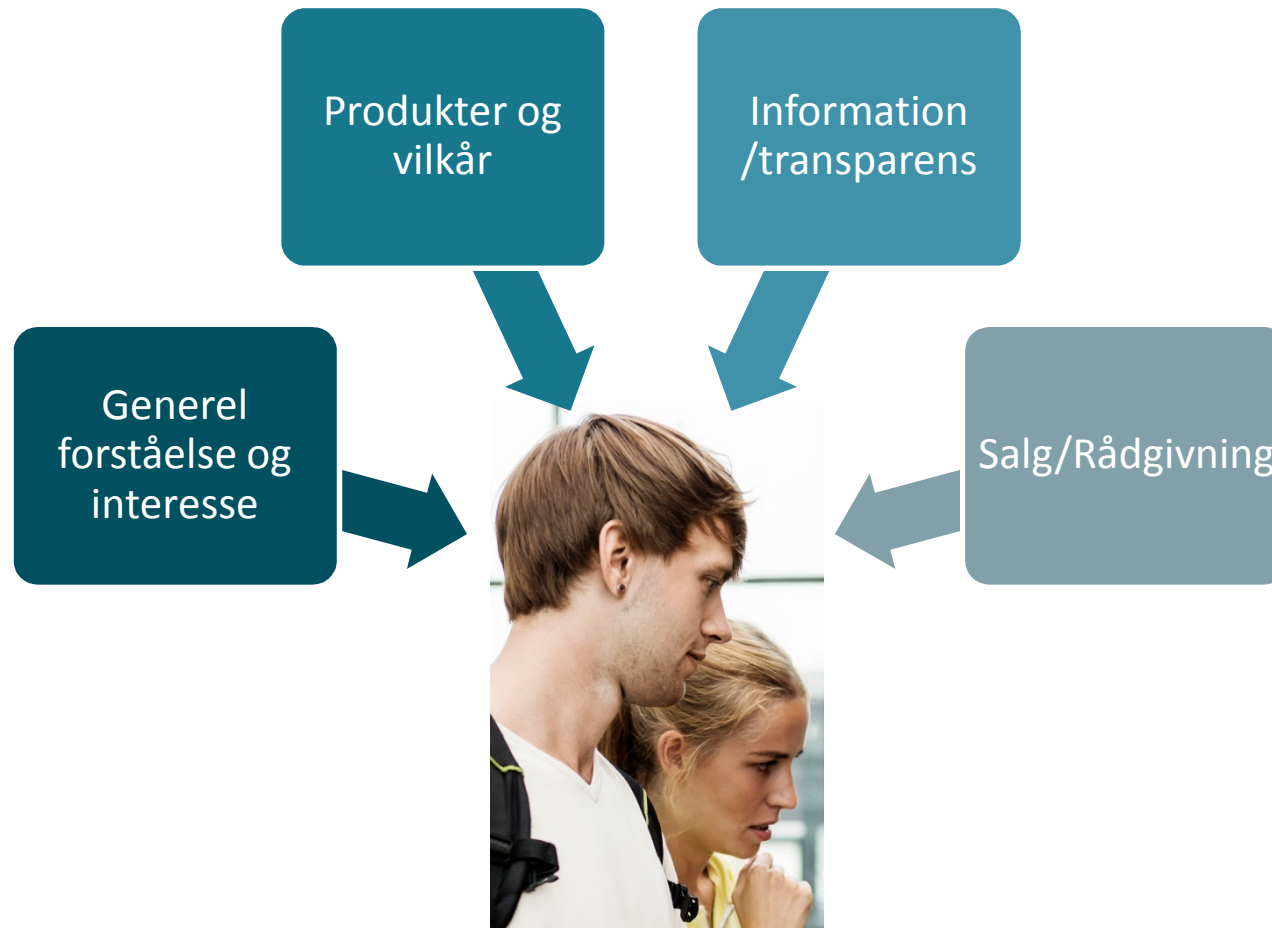 Produkter og
vilkår
Information
/transparens
Generel
forståelse og
interesse
Salg/Rådgivning